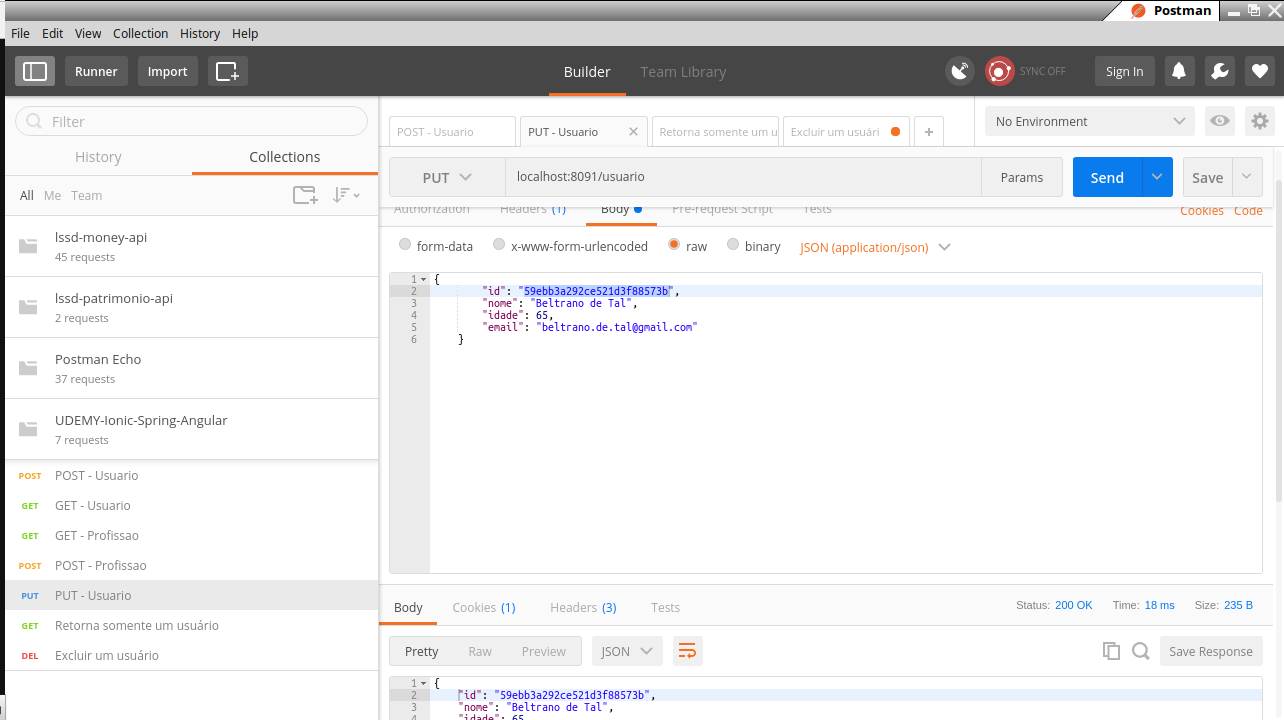 Postman
File Edit View Collection History Help
Runner Import Builder Team Library SYNC OFF Sign In
Filter
History Collections
All Me Team
lssd-money-api
45 requests
lssd-patrimonio-api
2 requests
Postman Echo
37 requests
UDEMY-Ionic-Spring-Angular
7 requests
POST POST - Usuario
GET GET - Usuario
GET GET - Profissao
POST POST - Profissao
PUT PUT - Usuario
GET Retorna somente um usuário
DEL Excluir um usuário
POST - Usuario PUT - Usuario Retorna somente um u Excluir um usuári
No Environment
PUT localhost:8091/usuario Params Send Save
Authorization Headers (1) Body Pre-request Script Tests Cookies Code
form-data x-www-form-urlencoded raw binary JSON (application/json)
1 {
2 "id": "59ebb3a292ce521d3f88573b",
3 "nome": "Beltrano de Tal",
4 "idade": 65,
5 "email": "beltrano.de.tal@gmail.com"
6 }
Body Cookies (1) Headers (3) Tests Status: 200 OK Time: 18 ms Size: 235 B
Pretty Raw Preview JSON Save Response
1 {
2 "id": "59ebb3a292ce521d3f88573b",
3 "nome": "Beltrano de Tal",
4 "idade": 65,